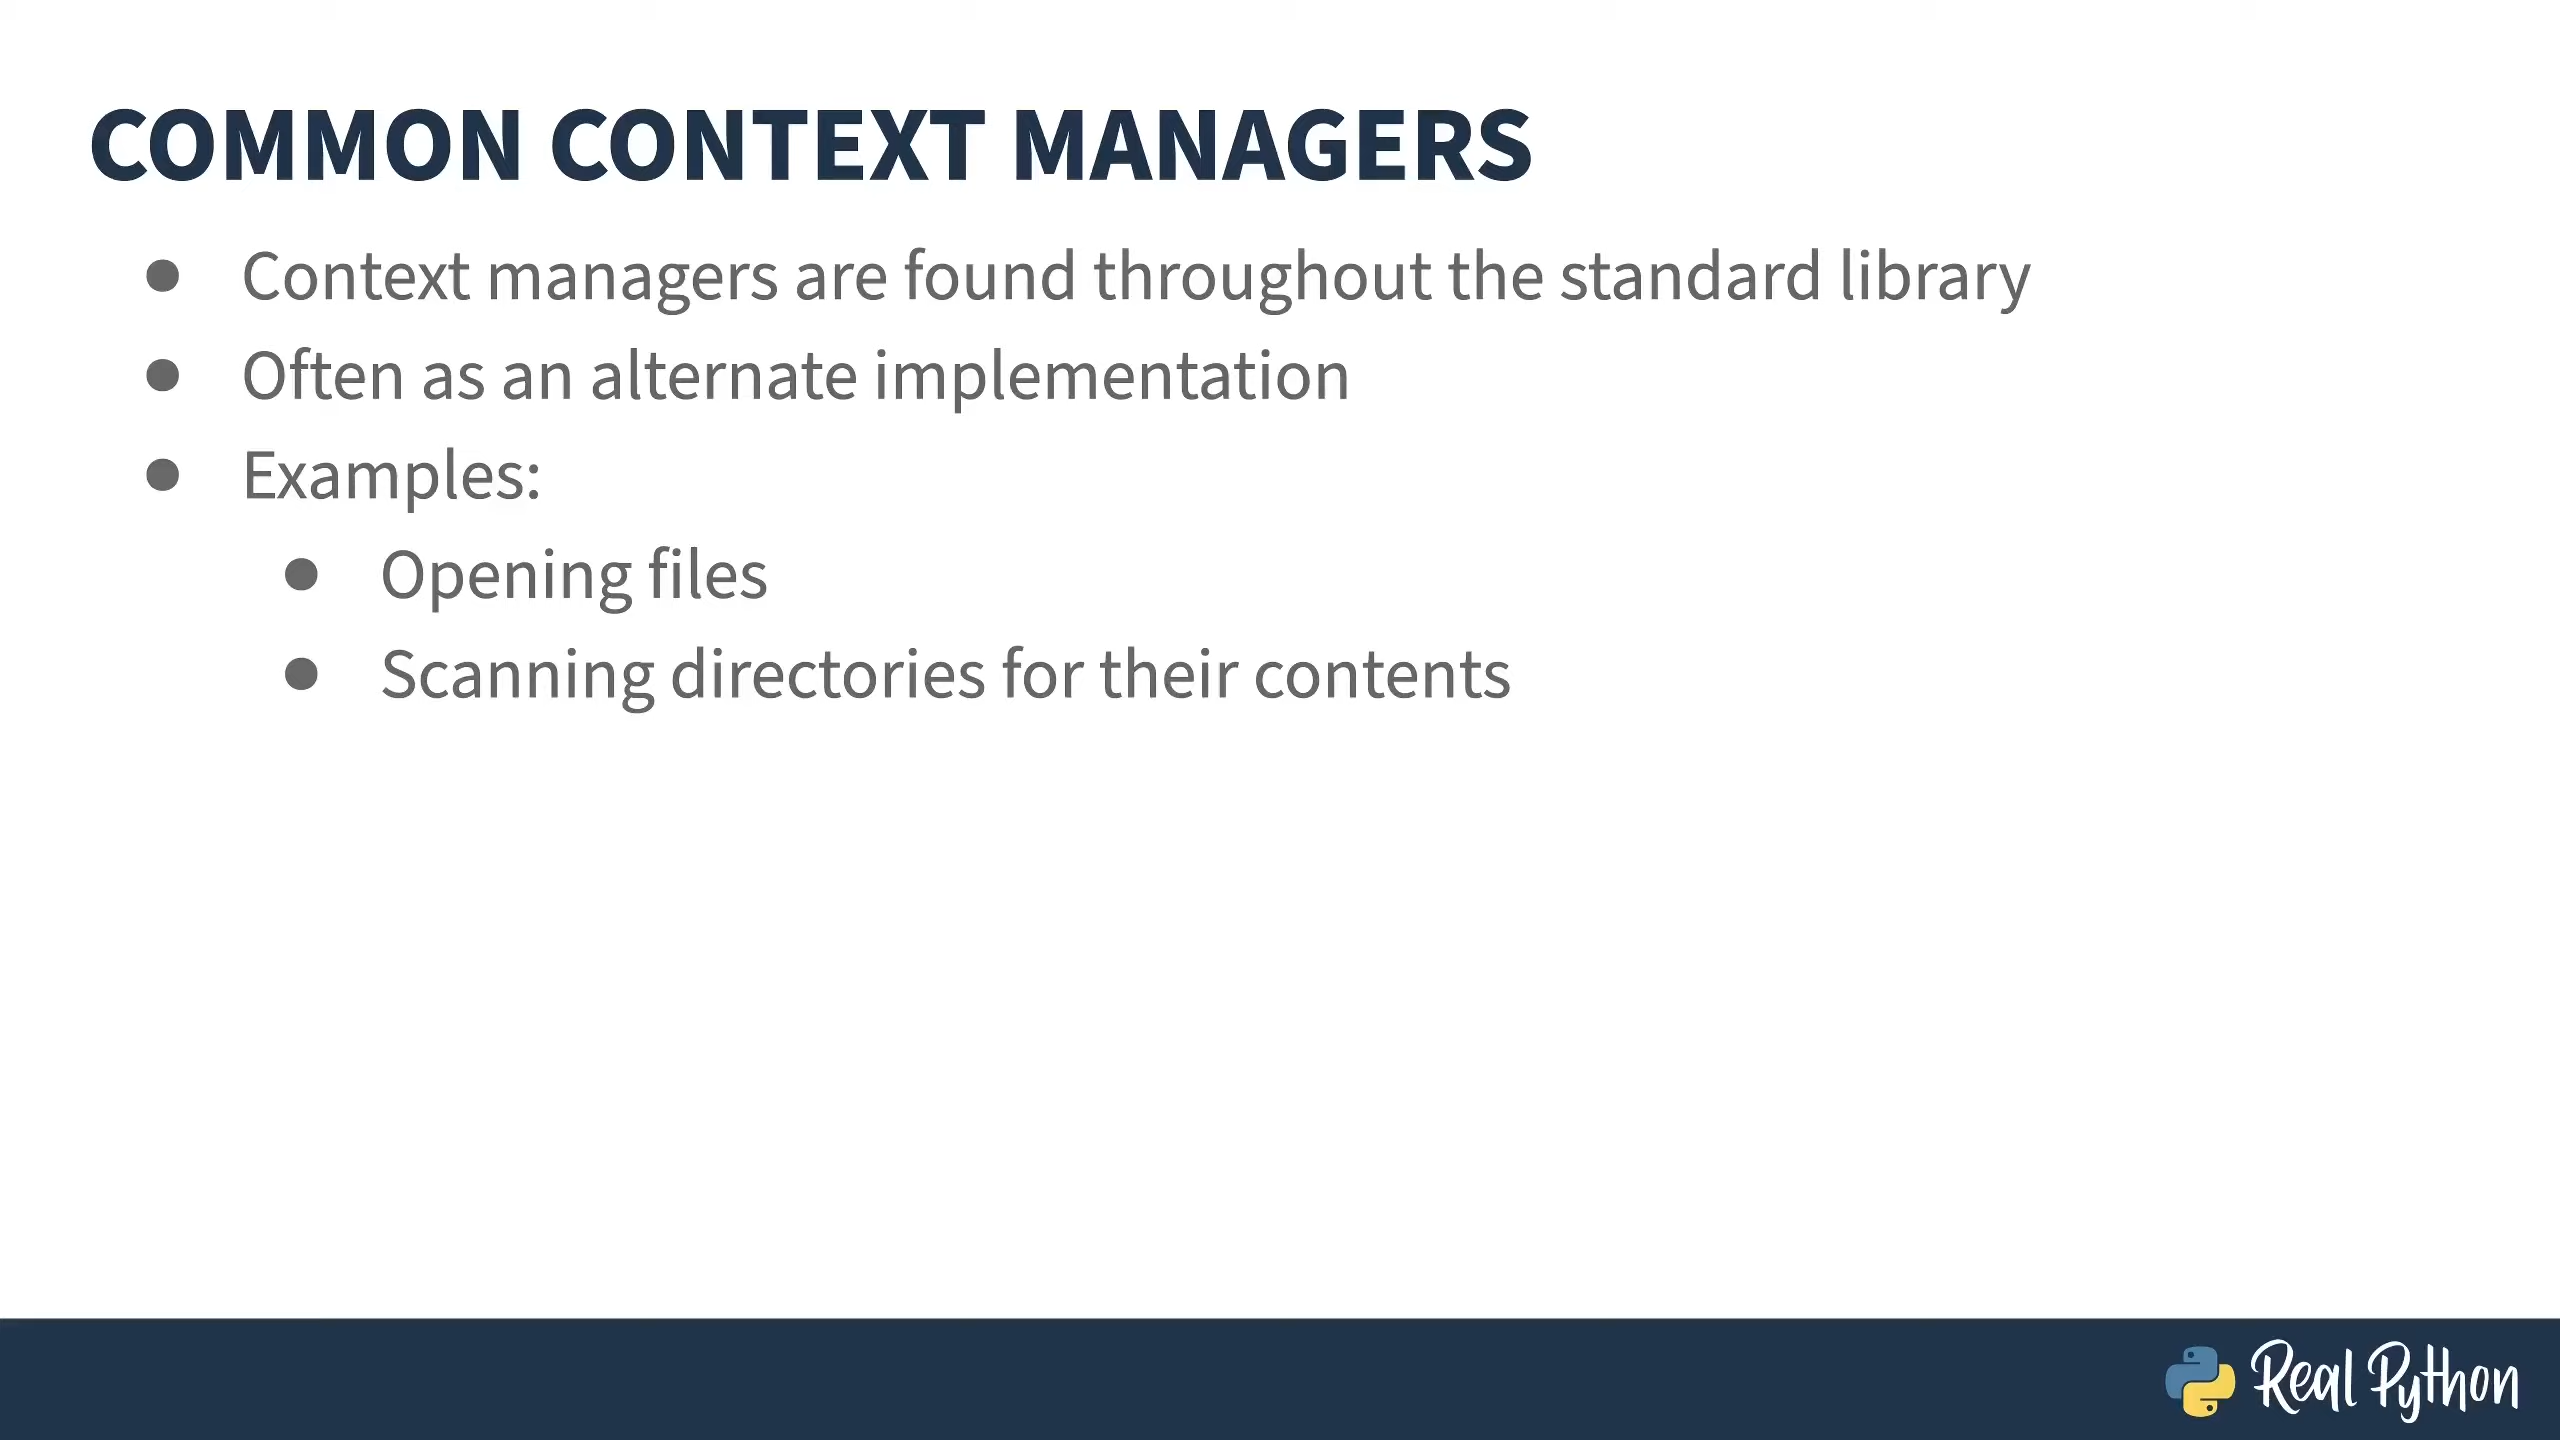 COMMON CONTEXT MANAGERS
● Context managers are found throughout the standard library
● Often as an alternate implementation
● Examples:
● Opening files
● Scanning directories for their contents
Real Python